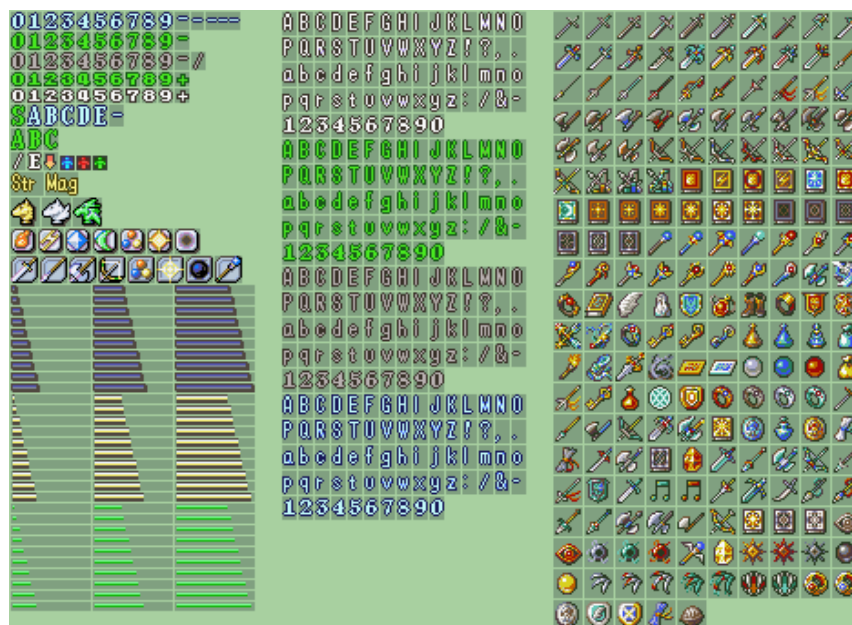 0123456789-----
0123456789-
0123456789-/
0123456789+
0123456789+
SABCDE-
ABC
/E
Str Mag
ABCDEFGHIJKLMNO
PQRSTUVWXYZ!?,.
abcdefghijklmno
pqrstuvwxyz:/&-
1234567890
ABCDEFGHIJKLMNO
PQRSTUVWXYZ!?,.
abcdefghijklmno
pqrstuvwxyz:/&-
1234567890
ABCDEFGHIJKLMNO
PQRSTUVWXYZ!?,.
abcdefghijklmno
pqrstuvwxyz:/&-
1234567890
ABCDEFGHIJKLMNO
PQRSTUVWXYZ!?,.
abcdefghijklmno
pqrstuvwxyz:/&-
1234567890